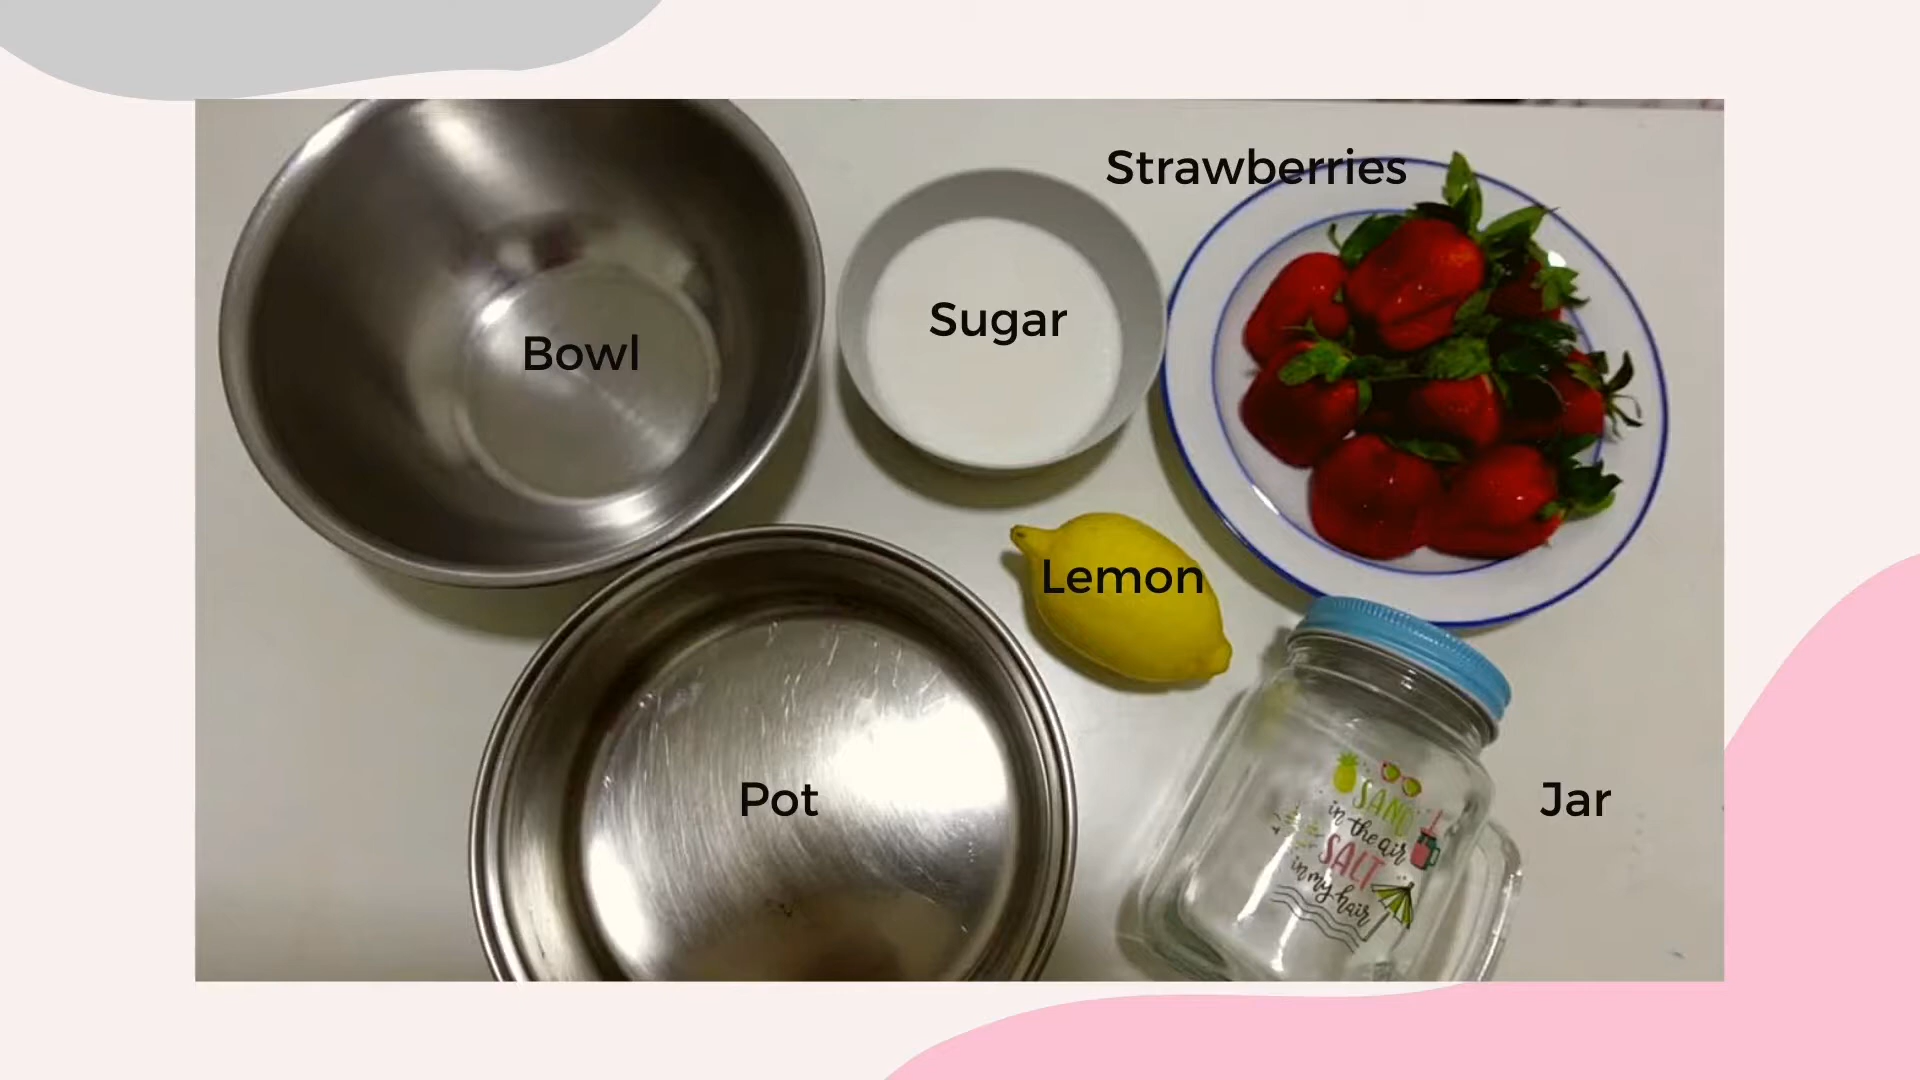 Strawberries
Sugar
Bowl
Lemon
Pot
Jar
SAND
in the air
SALT
in my hair